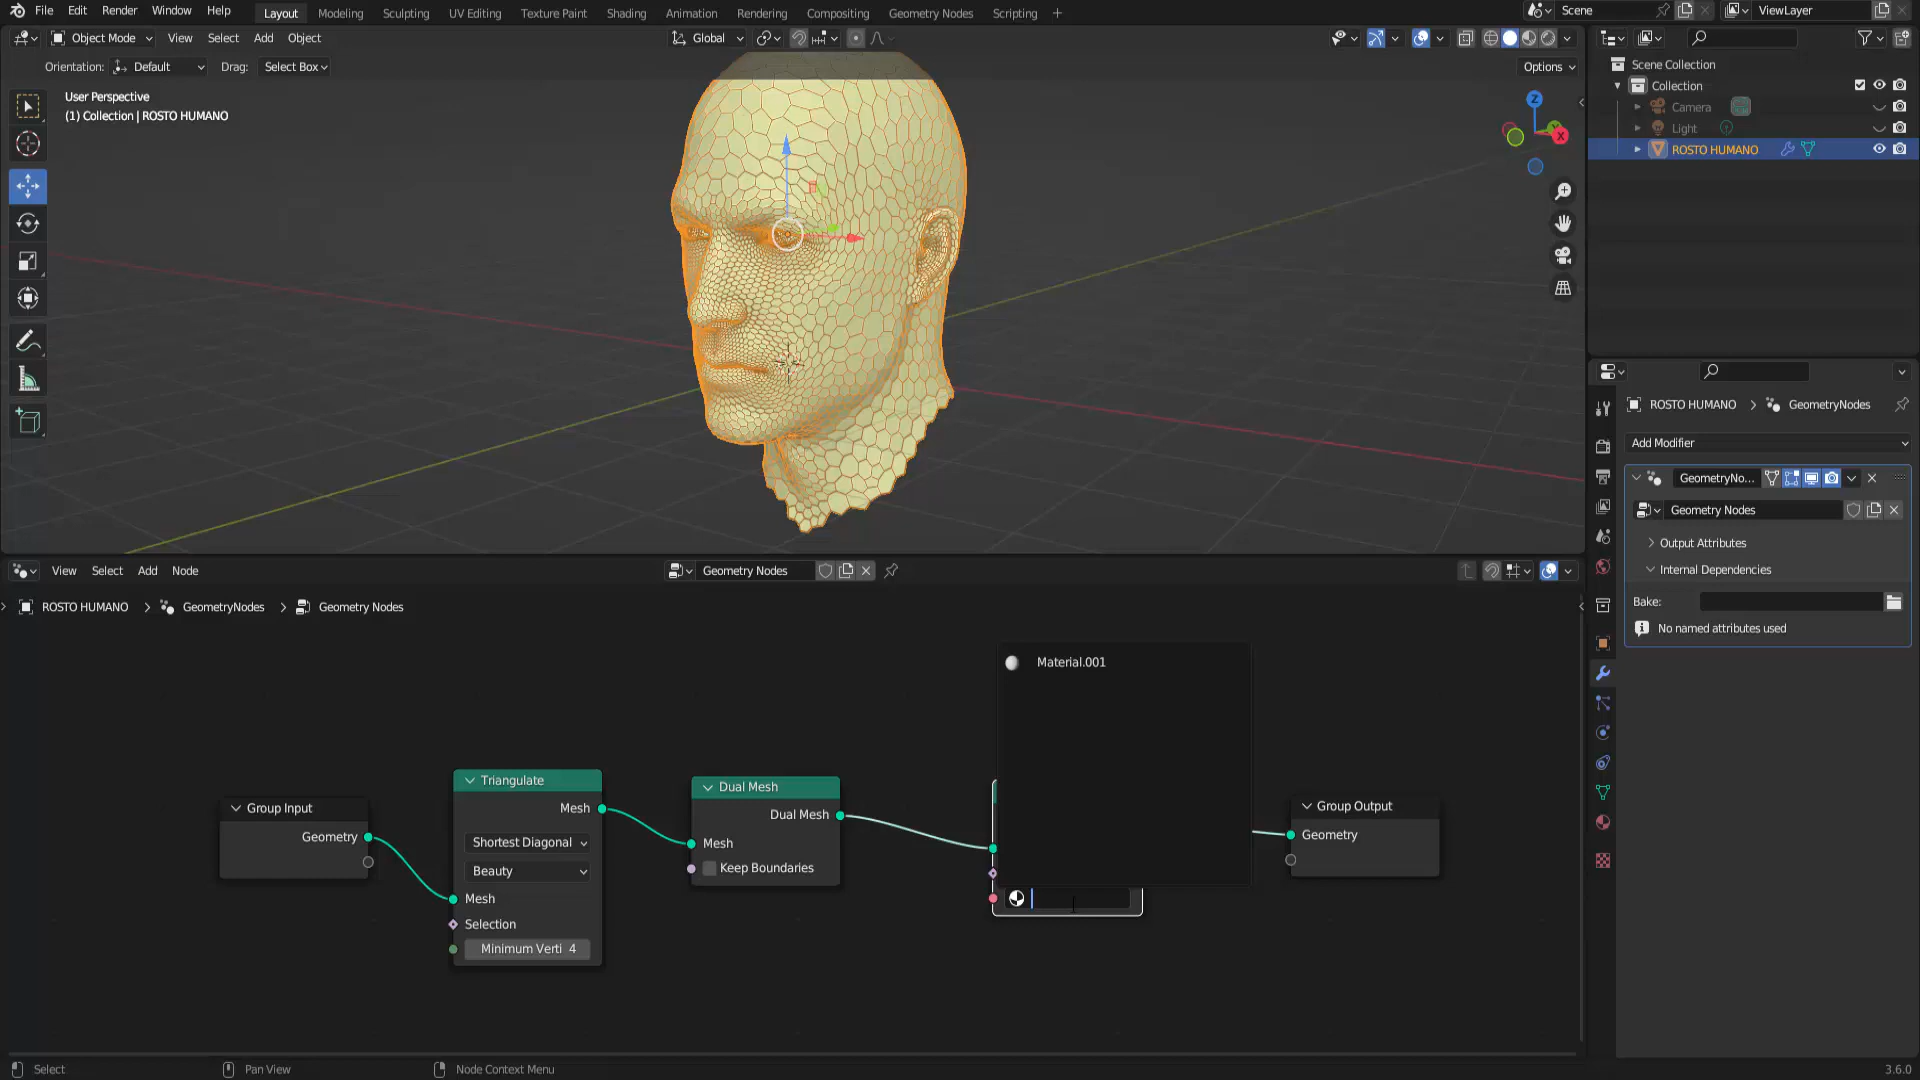 File Edit Render Window Help
Layout Modeling Sculpting UV Editing Texture Paint Shading Animation Rendering Compositing Geometry Nodes Scripting +
Scene
ViewLayer
Object Mode View Select Add Object
Global
Orientation: Default Drag: Select Box
Options
User Perspective
(1) Collection | ROSTO HUMANO
Z
Y
X
Scene Collection
Collection
Camera
Light
ROSTO HUMANO
ROSTO HUMANO > GeometryNodes
Add Modifier
GeometryNo...
Geometry Nodes
Output Attributes
Internal Dependencies
Bake:
No named attributes used
View Select Add Node
Geometry Nodes
ROSTO HUMANO > GeometryNodes > Geometry Nodes
Group Input
Geometry
Triangulate
Mesh
Shortest Diagonal
Beauty
Mesh
Selection
Minimum Verti 4
Dual Mesh
Dual Mesh
Mesh
Keep Boundaries
Material.001
Group Output
Geometry
Select
Pan View
Node Context Menu
3.6.0